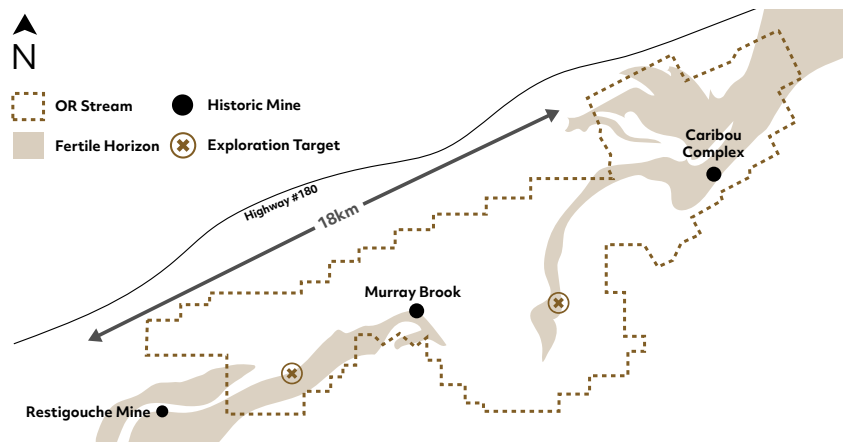 N
OR Stream
Historic Mine
Fertile Horizon
Exploration Target
Caribou
Complex
Highway #180
18km
Murray Brook
Restigouche Mine